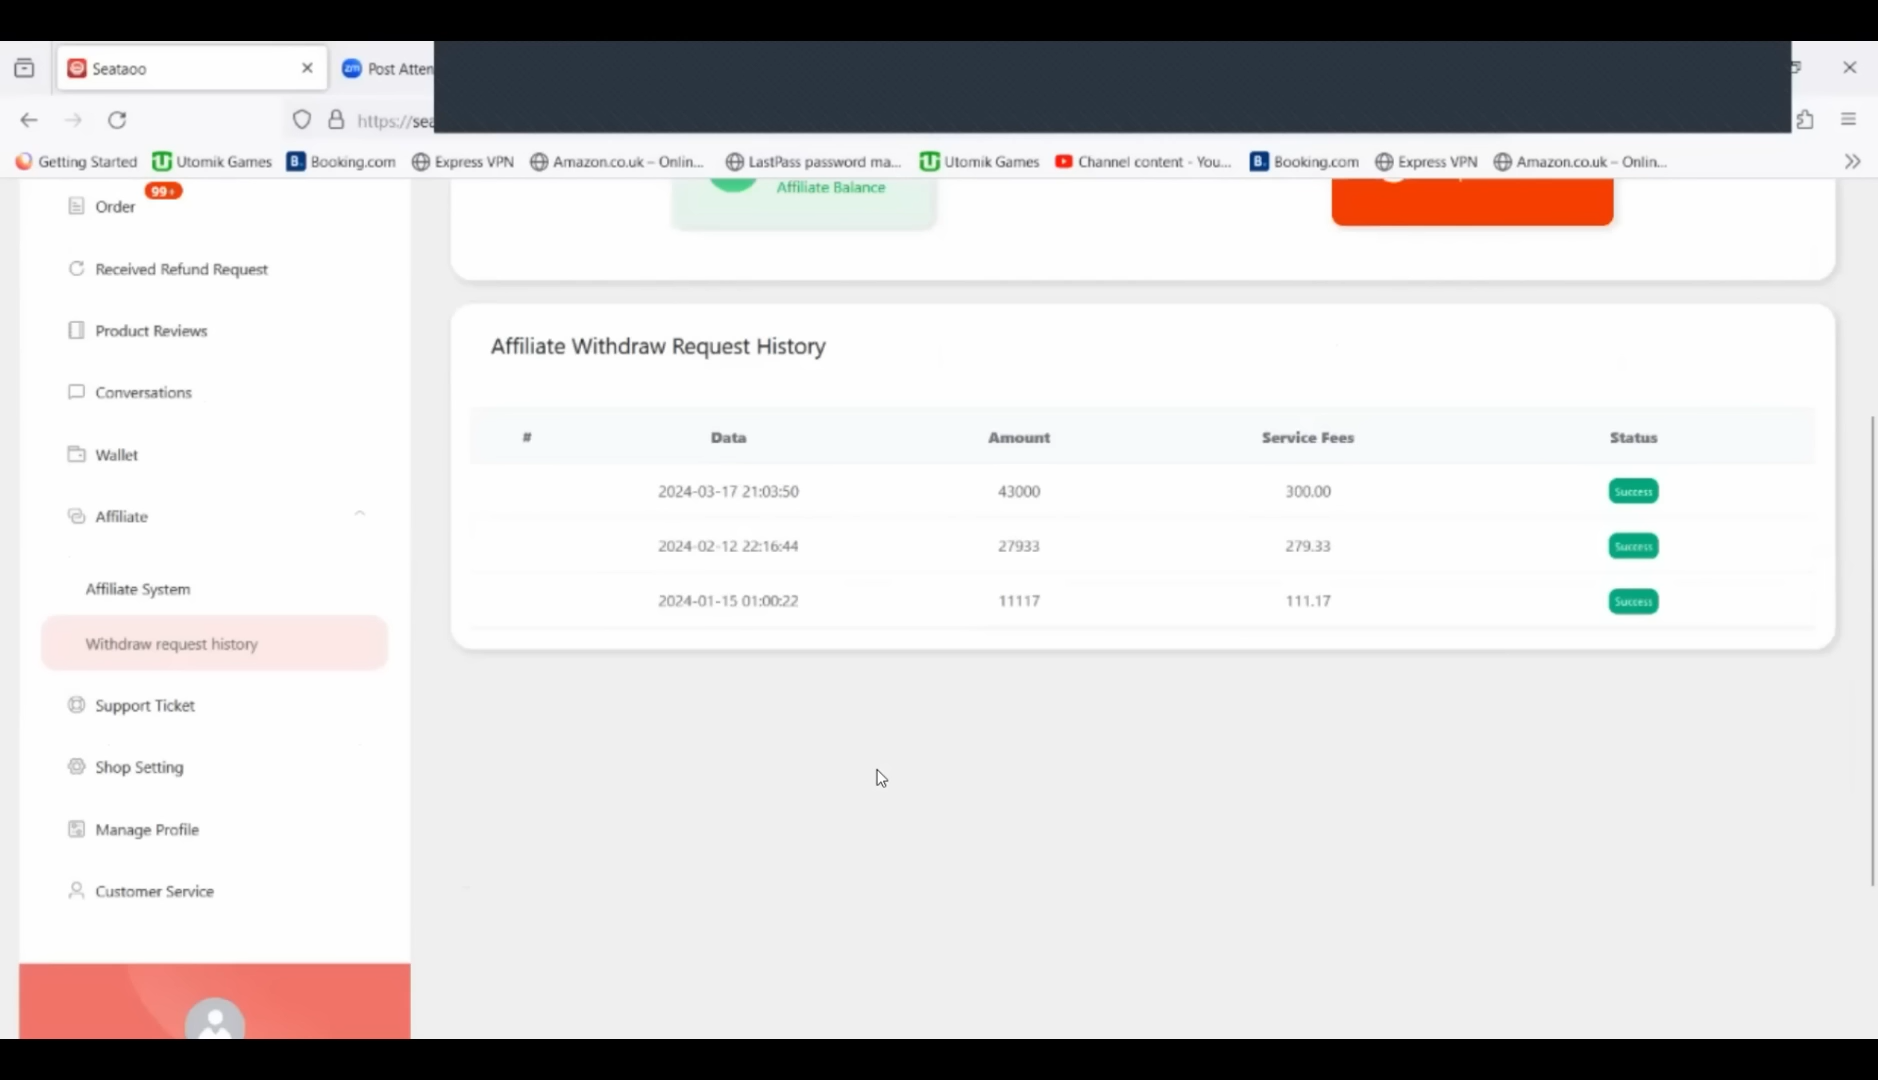 Seataoo
Post Atten
https://sea
Getting Started
Utomik Games
Booking.com
Express VPN
Amazon.co.uk – Onlin...
LastPass password ma...
Utomik Games
Channel content - You...
Booking.com
Express VPN
Amazon.co.uk – Onlin...
99+
Order
Received Refund Request
Product Reviews
Conversations
Wallet
Affiliate
Affiliate System
Withdraw request history
Support Ticket
Shop Setting
Manage Profile
Customer Service
Affiliate Balance
Affiliate Withdraw Request History
# Data Amount Service Fees Status
2024-03-17 21:03:50 43000 300.00 Success
2024-02-12 22:16:44 27933 279.33 Success
2024-01-15 01:00:22 11117 111.17 Success